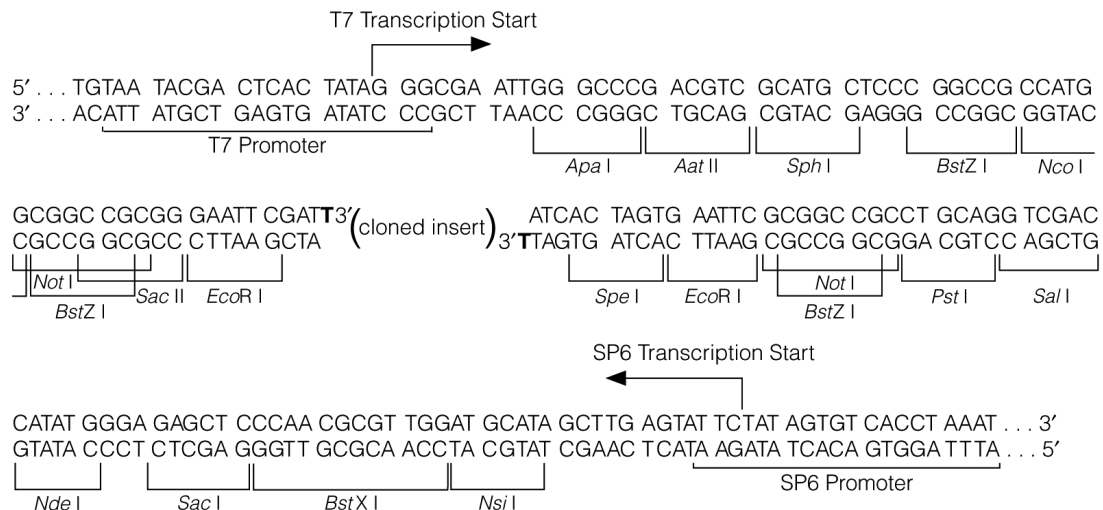 T7 Transcription Start
5′ . . . TGTAA TACGA CTCAC TATAG GGCGA ATTGG GCCCG ACGTC GCATG CTCCC GGCCG CCATG
3′ . . . ACATT ATGCT GAGTG ATATC CCGCT TAACC CGGGC TGCAG CGTAC GAGGG CCGGC GGTAC
T7 Promoter
Apa I Aat II Sph I BstZ I Nco I
GCGGC CGCGG GAATT CGATT3′ (cloned insert) ATCAC TAGTG AATTC GCGGC CGCCT GCAGG TCGAC
CGCCG GCGCC CTTAA GCTA 3′TTAGTG ATCAC TTAAG CGCCG GCGGA CGTCC AGCTG
Not I Sac II EcoR I Spe I EcoR I Not I Pst I Sal I
BstZ I BstZ I
SP6 Transcription Start
CATAT GGGA GAGCT CCCAA CGCGT TGGAT GCATA GCTTG AGTAT TCTAT AGTGT CACCT AAAT . . . 3′
GTATA CCCT CTCGAG GGTT GCGCA ACCTA CGTAT CGAAC TCATA AGATA TCACA GTGGA TTTA . . . 5′
SP6 Promoter
Nde I Sac I BstX I Nsi I